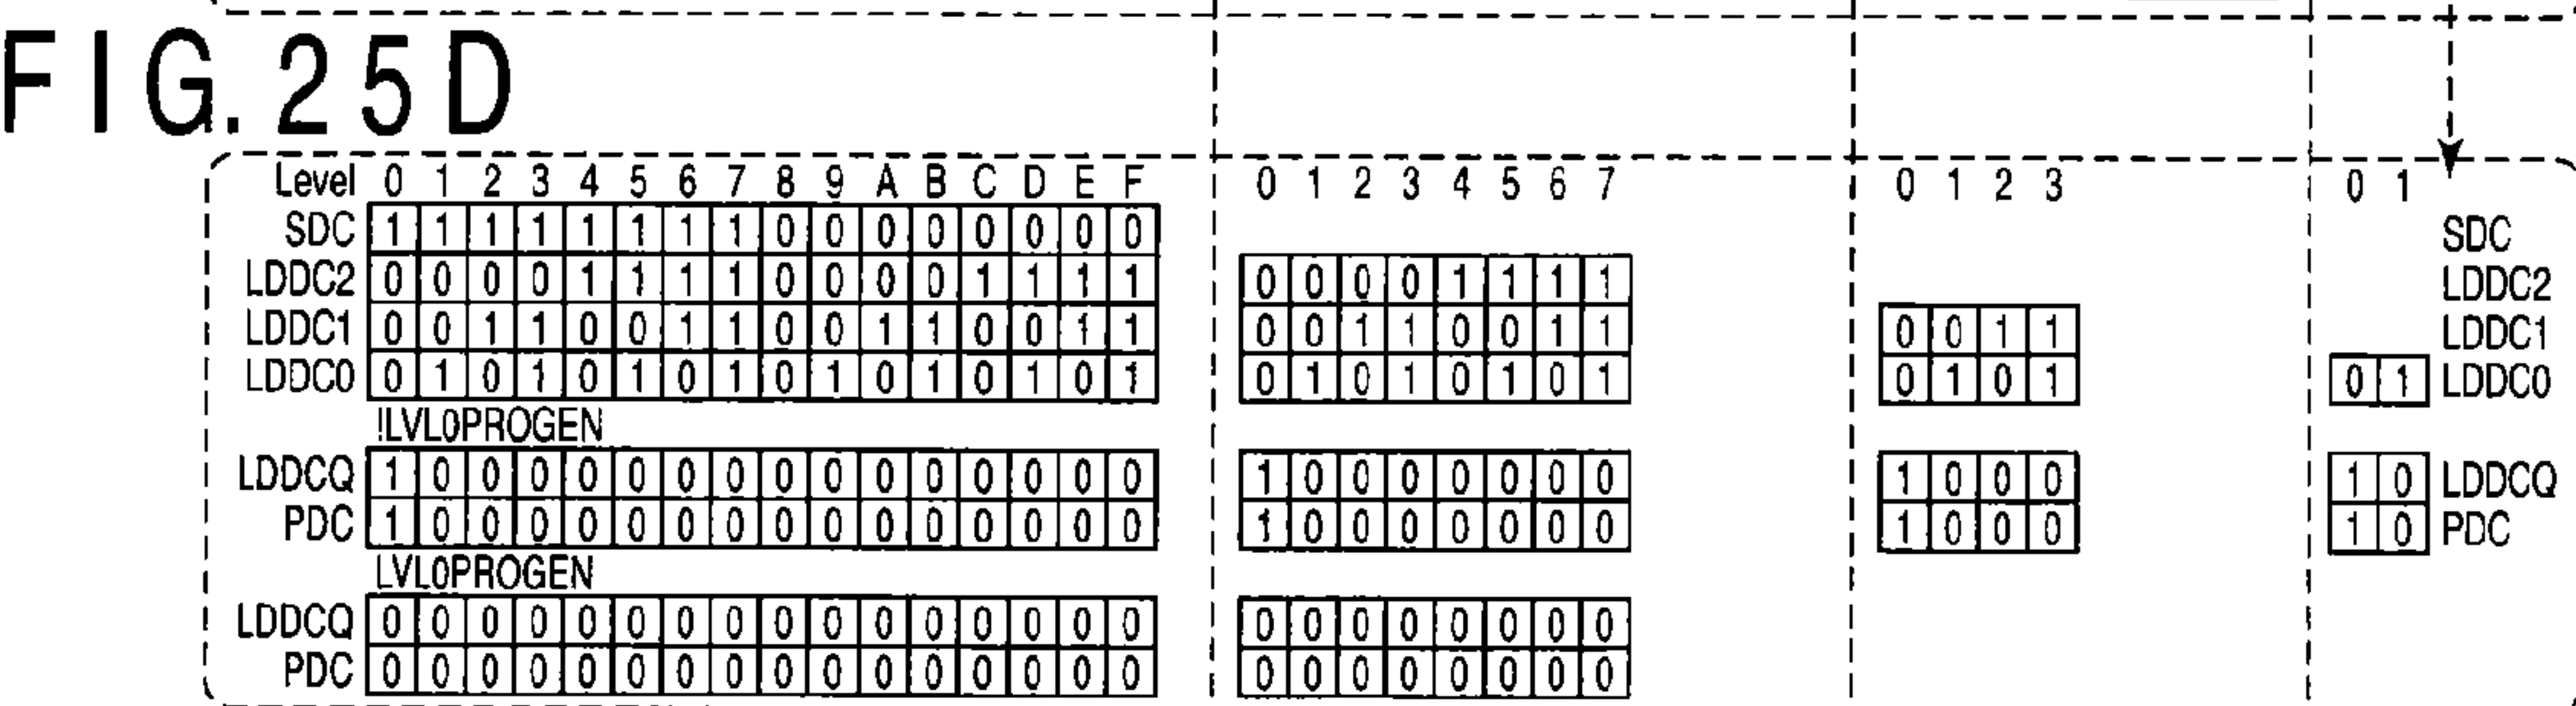 FIG. 25D
Level 0 1 2 3 4 5 6 7 8 9 A B C D E F 0 1 2 3 4 5 6 7 0 1 2 3 0 1
SDC 1 1 1 1 1 1 1 1 0 0 0 0 0 0 0 0 SDC
LDDC2 0 0 0 0 1 1 1 1 0 0 0 0 1 1 1 1 0 0 0 0 1 1 1 1 LDDC2
LDDC1 0 0 1 1 0 0 1 1 0 0 1 1 0 0 1 1 0 0 1 1 0 0 1 1 0 0 1 1 LDDC1
LDDC0 0 1 0 1 0 1 0 1 0 1 0 1 0 1 0 1 0 1 0 1 0 1 0 1 0 1 0 1 0 1 LDDC0
!LVL0PROGEN
LDDCQ 1 0 0 0 0 0 0 0 0 0 0 0 0 0 0 0 1 0 0 0 0 0 0 0 1 0 0 0 1 0 LDDCQ
PDC 1 0 0 0 0 0 0 0 0 0 0 0 0 0 0 0 1 0 0 0 0 0 0 0 1 0 0 0 1 0 PDC
LVL0PROGEN
LDDCQ 0 0 0 0 0 0 0 0 0 0 0 0 0 0 0 0 0 0 0 0 0 0 0 0
PDC 0 0 0 0 0 0 0 0 0 0 0 0 0 0 0 0 0 0 0 0 0 0 0 0